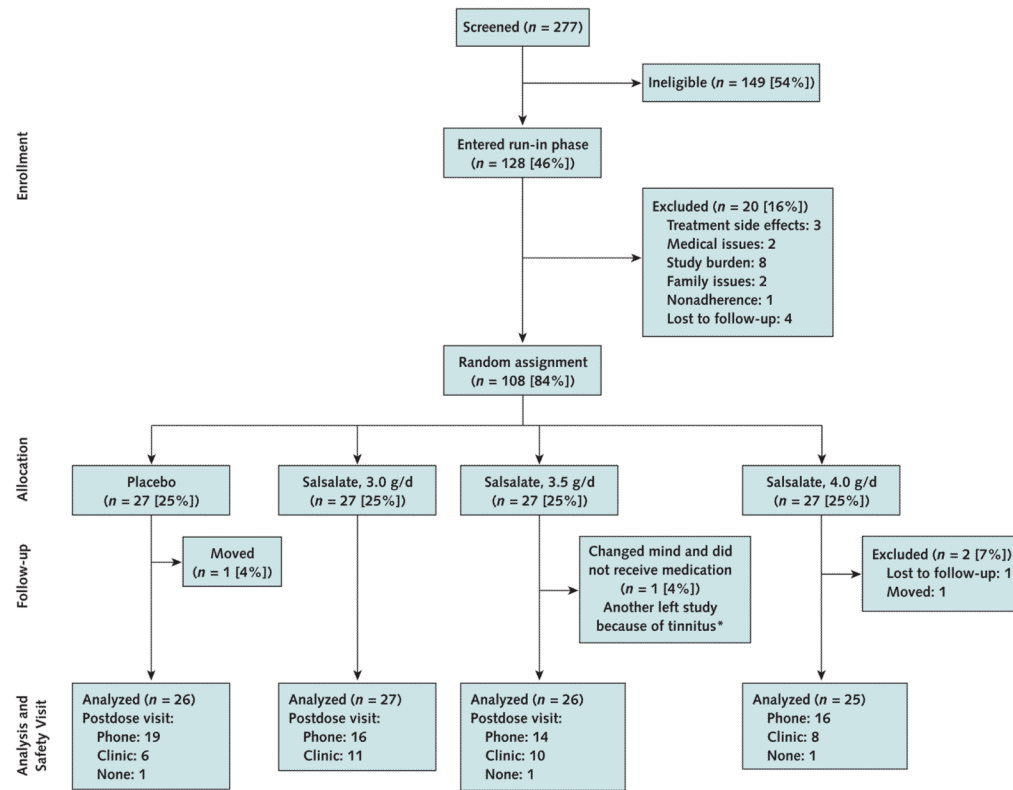 Screened (n = 277)
Ineligible (n = 149 [54%])
Enrollment
Entered run-in phase
(n = 128 [46%])
Excluded (n = 20 [16%])
Treatment side effects: 3
Medical issues: 2
Study burden: 8
Family issues: 2
Nonadherence: 1
Lost to follow-up: 4
Random assignment
(n = 108 [84%])
Allocation
Placebo
(n = 27 [25%])
Salsalate, 3.0 g/d
(n = 27 [25%])
Salsalate, 3.5 g/d
(n = 27 [25%])
Salsalate, 4.0 g/d
(n = 27 [25%])
Follow-up
Moved
(n = 1 [4%])
Changed mind and did
not receive medication
(n = 1 [4%])
Another left study
because of tinnitus*
Excluded (n = 2 [7%])
Lost to follow-up: 1
Moved: 1
Analysis and
Safety Visit
Analyzed (n = 26)
Postdose visit:
Phone: 19
Clinic: 6
None: 1
Analyzed (n = 27)
Postdose visit:
Phone: 16
Clinic: 11
Analyzed (n = 26)
Postdose visit:
Phone: 14
Clinic: 10
None: 1
Analyzed (n = 25)
Phone: 16
Clinic: 8
None: 1